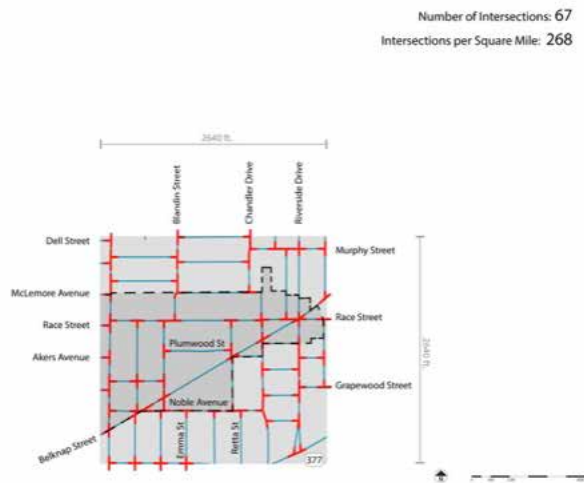 Number of Intersections: 67
Intersections per Square Mile: 268
2640 ft.
Blandin Street
Chandler Drive
Riverside Drive
Dell Street
Murphy Street
McLemore Avenue
Race Street
Race Street
Plumwood St
Akers Avenue
2640 ft.
Grapewood Street
Noble Avenue
Belknap Street
Emma St
Retta St
377